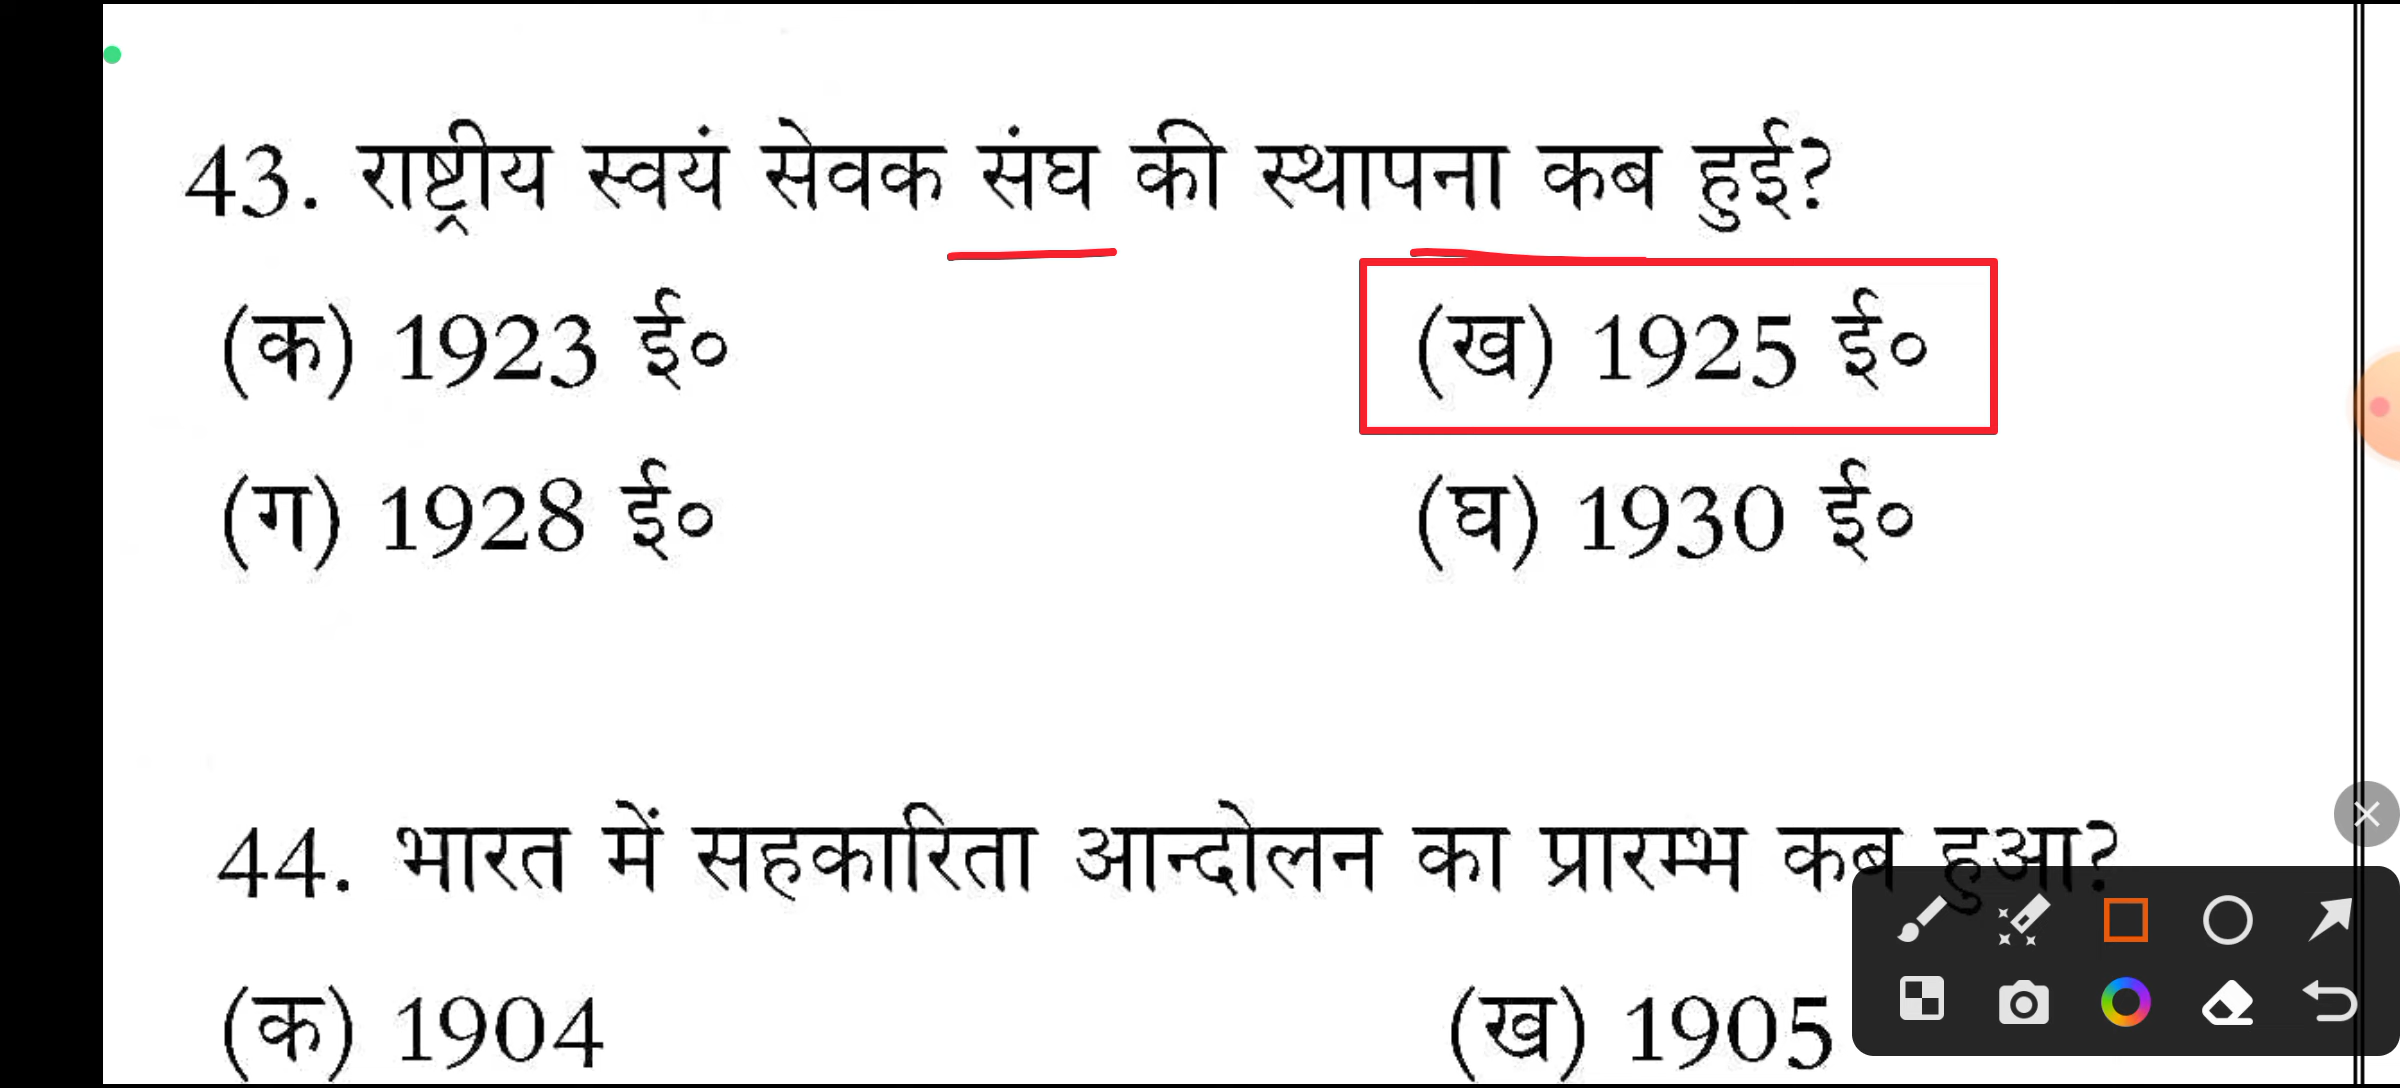 43. राष्ट्रीय स्वयं सेवक संघ की स्थापना कब हुई?
(क) 1923 ई० (ख) 1925 ई०
(ग) 1928 ई० (घ) 1930 ई०
44. भारत में सहकारिता आन्दोलन का प्रारम्भ कब हुआ?
(क) 1904 (ख) 1905